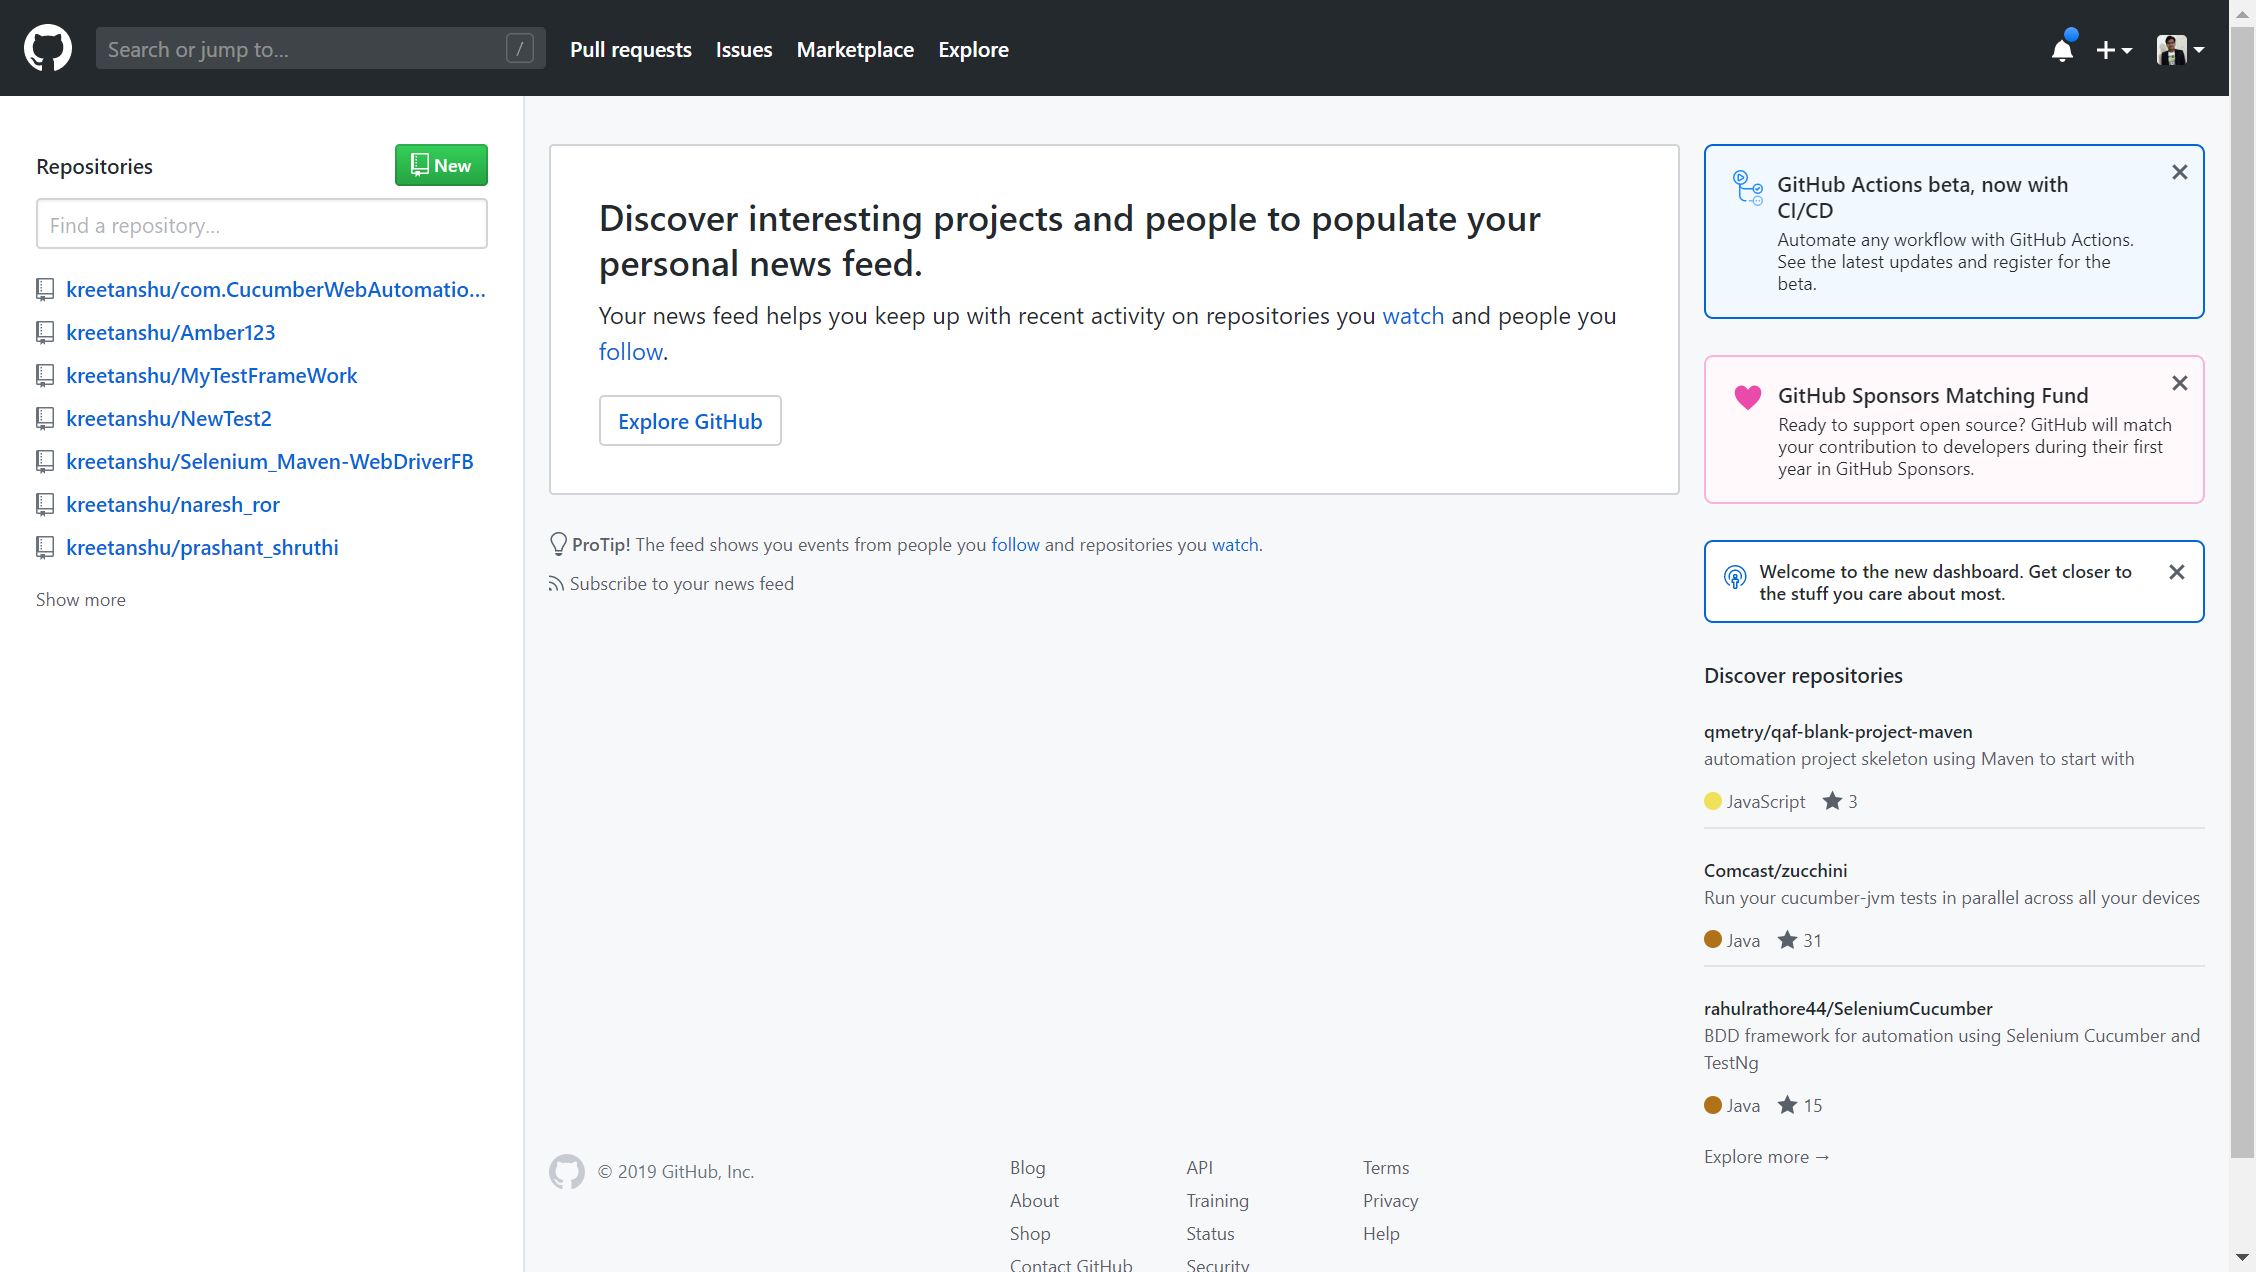 Search or jump to...
/
Pull requests
Issues
Marketplace
Explore
Repositories
New
Find a repository...
kreetanshu/com.CucumberWebAutomatio...
kreetanshu/Amber123
kreetanshu/MyTestFrameWork
kreetanshu/NewTest2
kreetanshu/Selenium_Maven-WebDriverFB
kreetanshu/naresh_ror
kreetanshu/prashant_shruthi
Show more
Discover interesting projects and people to populate your
personal news feed.
Your news feed helps you keep up with recent activity on repositories you watch and people you
follow.
Explore GitHub
ProTip! The feed shows you events from people you follow and repositories you watch.
Subscribe to your news feed
GitHub Actions beta, now with
CI/CD
Automate any workflow with GitHub Actions.
See the latest updates and register for the
beta.
GitHub Sponsors Matching Fund
Ready to support open source? GitHub will match
your contribution to developers during their first
year in GitHub Sponsors.
Welcome to the new dashboard. Get closer to
the stuff you care about most.
Discover repositories
qmetry/qaf-blank-project-maven
automation project skeleton using Maven to start with
JavaScript 3
Comcast/zucchini
Run your cucumber-jvm tests in parallel across all your devices
Java 31
rahulrathore44/SeleniumCucumber
BDD framework for automation using Selenium Cucumber and
TestNg
Java 15
Explore more →
© 2019 GitHub, Inc.
Blog
About
Shop
Contact GitHub
API
Training
Status
Security
Terms
Privacy
Help